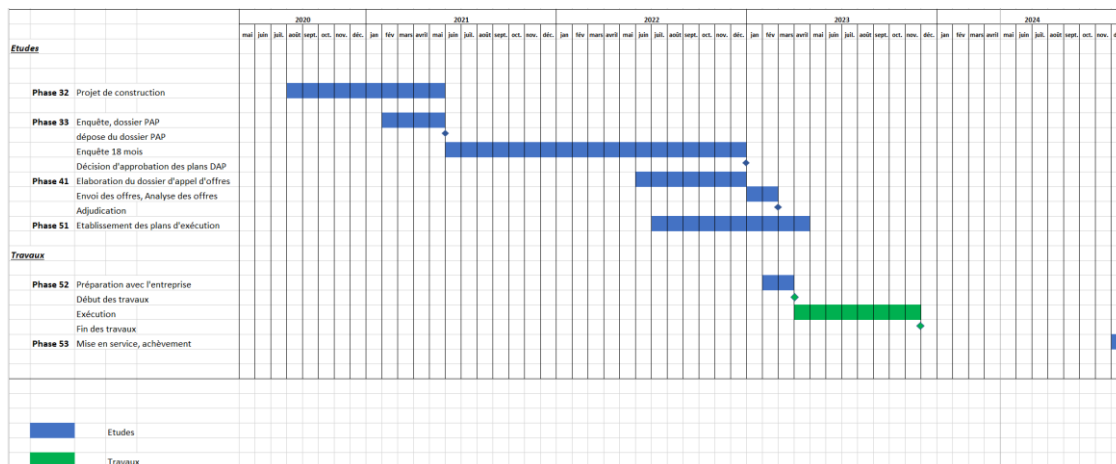 2020 2021 2022 2023 2024
mai juin juil. août sept. oct. nov. déc. jan fév mars avril mai juin juil. août sept. oct. nov. déc. jan fév mars avril mai juin juil. août sept. oct. nov. déc. jan fév mars avril mai juin juil. août sept. oct. nov. déc. jan fév mars avril mai juin juil. août sept. oct. nov.
Etudes
Phase 32 Projet de construction
Phase 33 Enquête, dossier PAP
dépose du dossier PAP
Enquête 18 mois
Décision d'approbation des plans DAP
Phase 41 Elaboration du dossier d'appel d'offres
Envoi des offres, Analyse des offres
Adjudication
Phase 51 Etablissement des plans d'exécution
Travaux
Phase 52 Préparation avec l'entreprise
Début des travaux
Exécution
Fin des travaux
Phase 53 Mise en service, achèvement
Etudes
Travaux